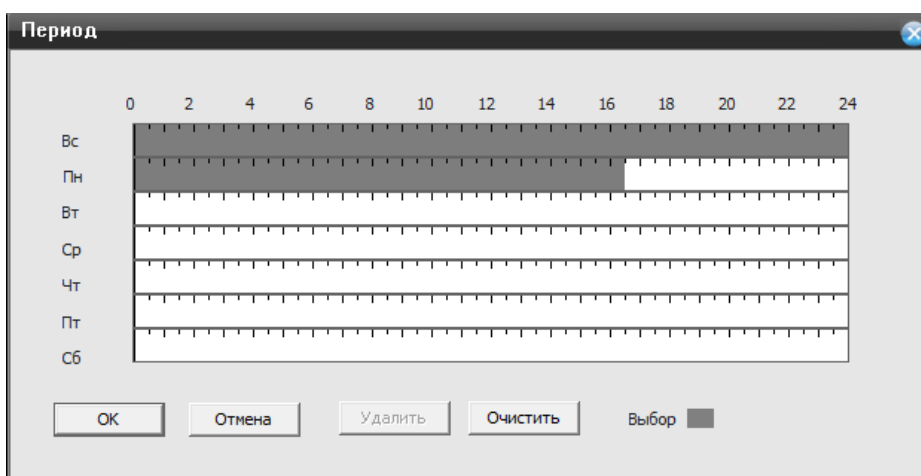 Период
0 2 4 6 8 10 12 14 16 18 20 22 24
Вс
Пн
Вт
Ср
Чт
Пт
Сб
OK Отмена Удалить Очистить Выбор